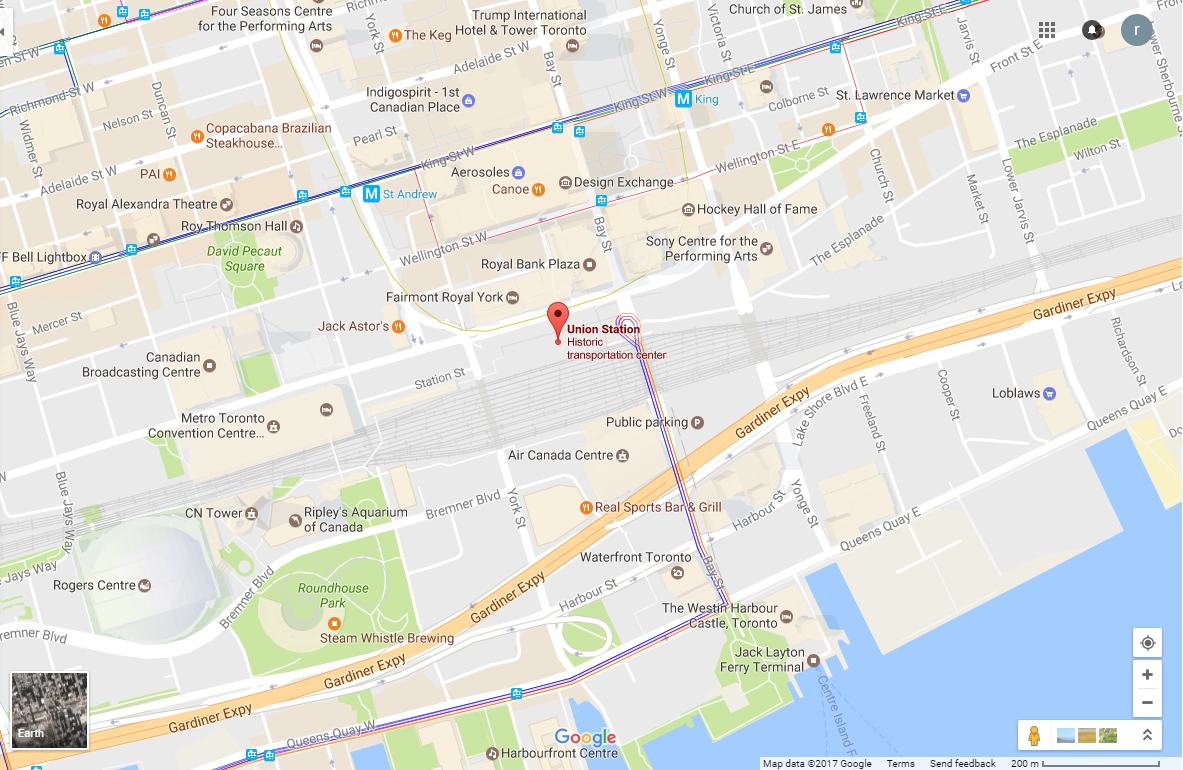 Four Seasons Centre
for the Performing Arts
York St
The Keg
Trump International
Hotel & Tower Toronto
Victoria St
Church of St. James
King St E
Jarvis St
r
Richmond St W
Adelaide St W
Bay St
Yonge St
King St E
Front St E
Lower Sherbourne
Duncan St
Indigospirit - 1st
Canadian Place
King St W
King
Colborne St
St. Lawrence Market
Widmer St
Nelson St
Copacabana Brazilian
Steakhouse...
Pearl St
The Esplanade
Wilton St
PAI
Adelaide St W
King St W
Aerosoles
Wellington St E
Church St
Market St
Lower Jarvis St
Canoe
Design Exchange
St Andrew
Royal Alexandra Theatre
Hockey Hall of Fame
Roy Thomson Hall
Bay St
The Esplanade
Wellington St W
Sony Centre for the
Performing Arts
TIFF Bell Lightbox
David Pecaut
Square
Royal Bank Plaza
Fairmont Royal York
Gardiner Expy
Blue Jays Way
Mercer St
Jack Astor's
Union Station
Historic
transportation center
Richardson St
Canadian
Broadcasting Centre
Station St
Lake Shore Blvd E
Cooper St
Loblaws
Queens Quay E
Metro Toronto
Convention Centre...
Gardiner Expy
Freeland St
Public parking
Air Canada Centre
Blue Jays Way
CN Tower
Ripley's Aquarium
of Canada
Bremner Blvd
York St
Real Sports Bar & Grill
Harbour St
Yonge St
Queens Quay E
Jays Way
Waterfront Toronto
Bay St
Rogers Centre
Bremner Blvd
Roundhouse
Park
Gardiner Expy
Harbour St
The Westin Harbour
Castle, Toronto
Bremner Blvd
Steam Whistle Brewing
Jack Layton
Ferry Terminal
Gardiner Expy
Centre Island
Gardiner Expy
Earth
Queens Quay W
Google
Harbourfront Centre
Map data ©2017 Google Terms Send feedback 200 m